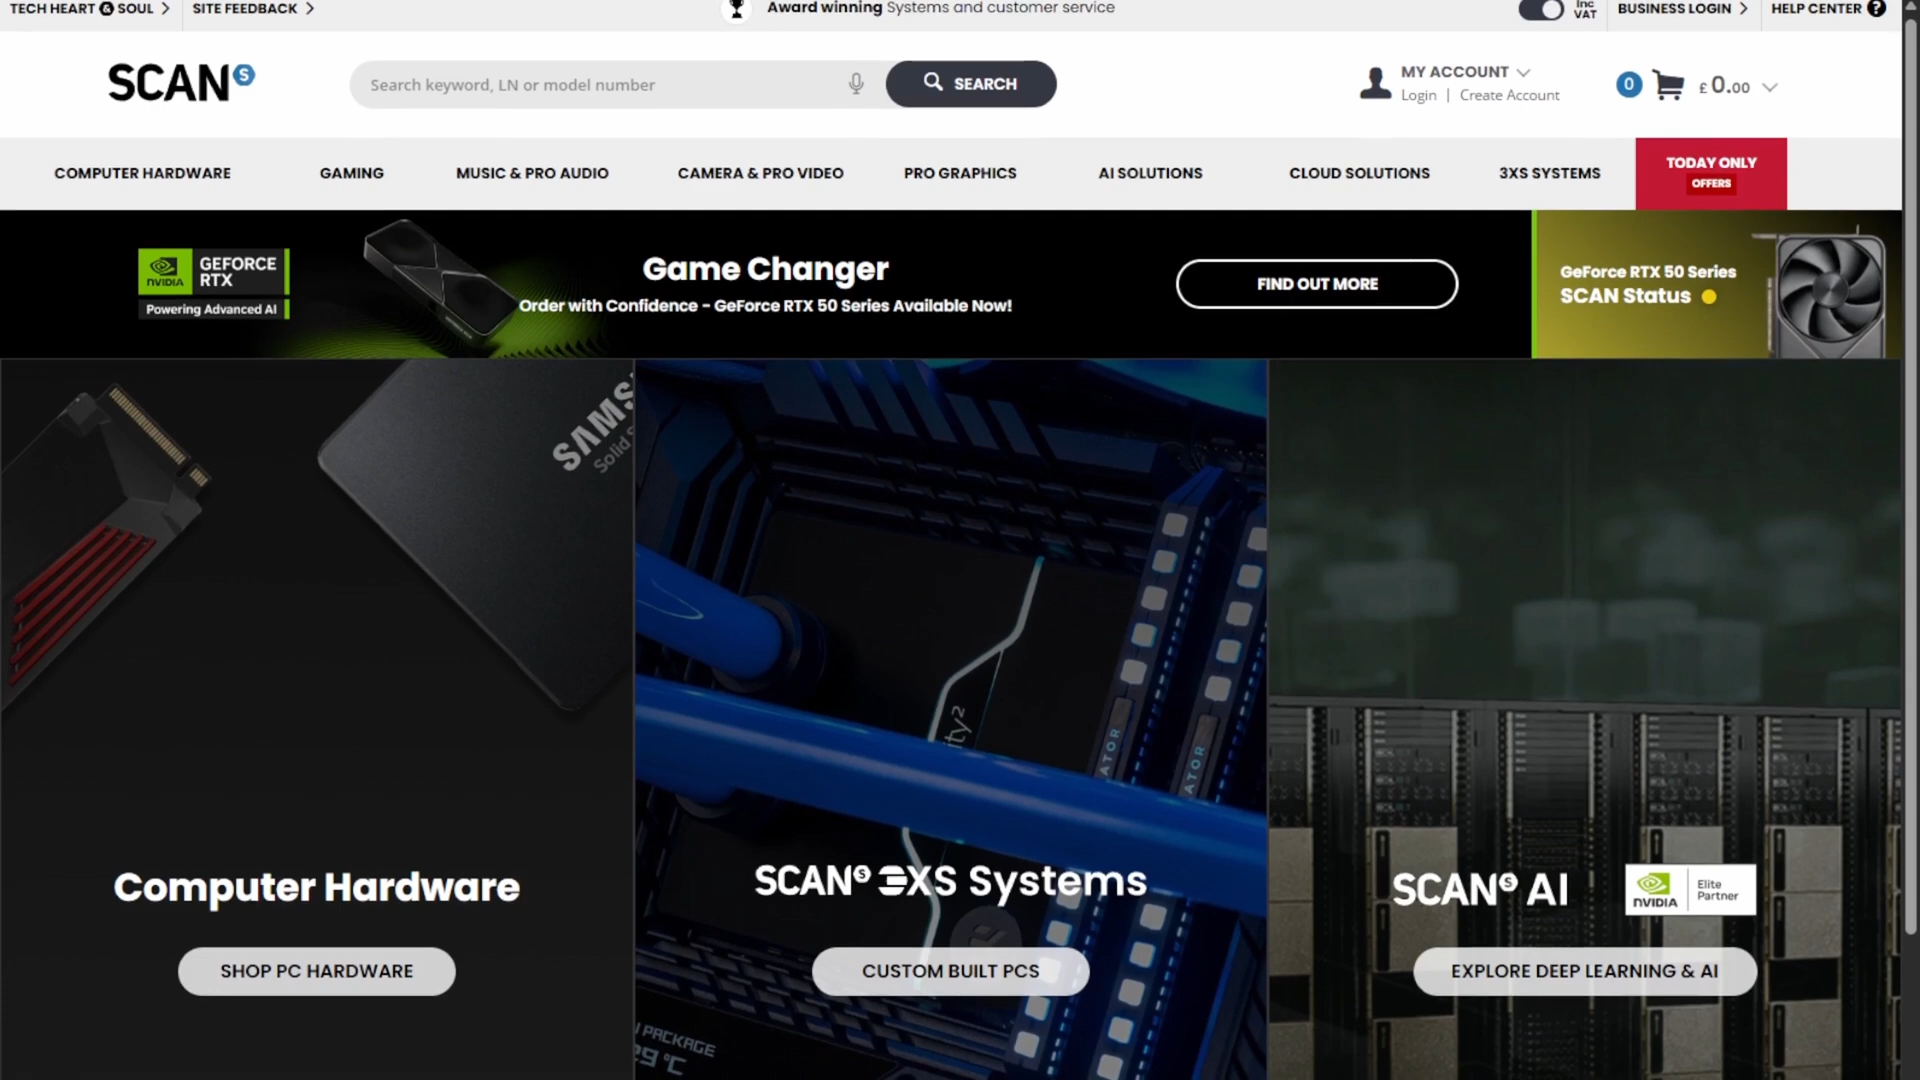 TECH HEART & SOUL
SITE FEEDBACK
Award winning Systems and customer service
Inc
VAT
BUSINESS LOGIN
HELP CENTER ?
SCAN S
Search keyword, LN or model number
SEARCH
MY ACCOUNT
Login | Create Account
0
£0.00
COMPUTER HARDWARE
GAMING
MUSIC & PRO AUDIO
CAMERA & PRO VIDEO
PRO GRAPHICS
AI SOLUTIONS
CLOUD SOLUTIONS
3XS SYSTEMS
TODAY ONLY
OFFERS
NVIDIA
GEFORCE
RTX
Powering Advanced AI
Game Changer
Order with Confidence - GeForce RTX 50 Series Available Now!
FIND OUT MORE
GeForce RTX 50 Series
SCAN Status
SAMS
Solid S
ity²
ATOR
ATOR
Computer Hardware
SHOP PC HARDWARE
SCAN S 3XS Systems
CUSTOM BUILT PCS
PACKAGE
29°C
SCAN S AI
NVIDIA
Elite
Partner
EXPLORE DEEP LEARNING & AI